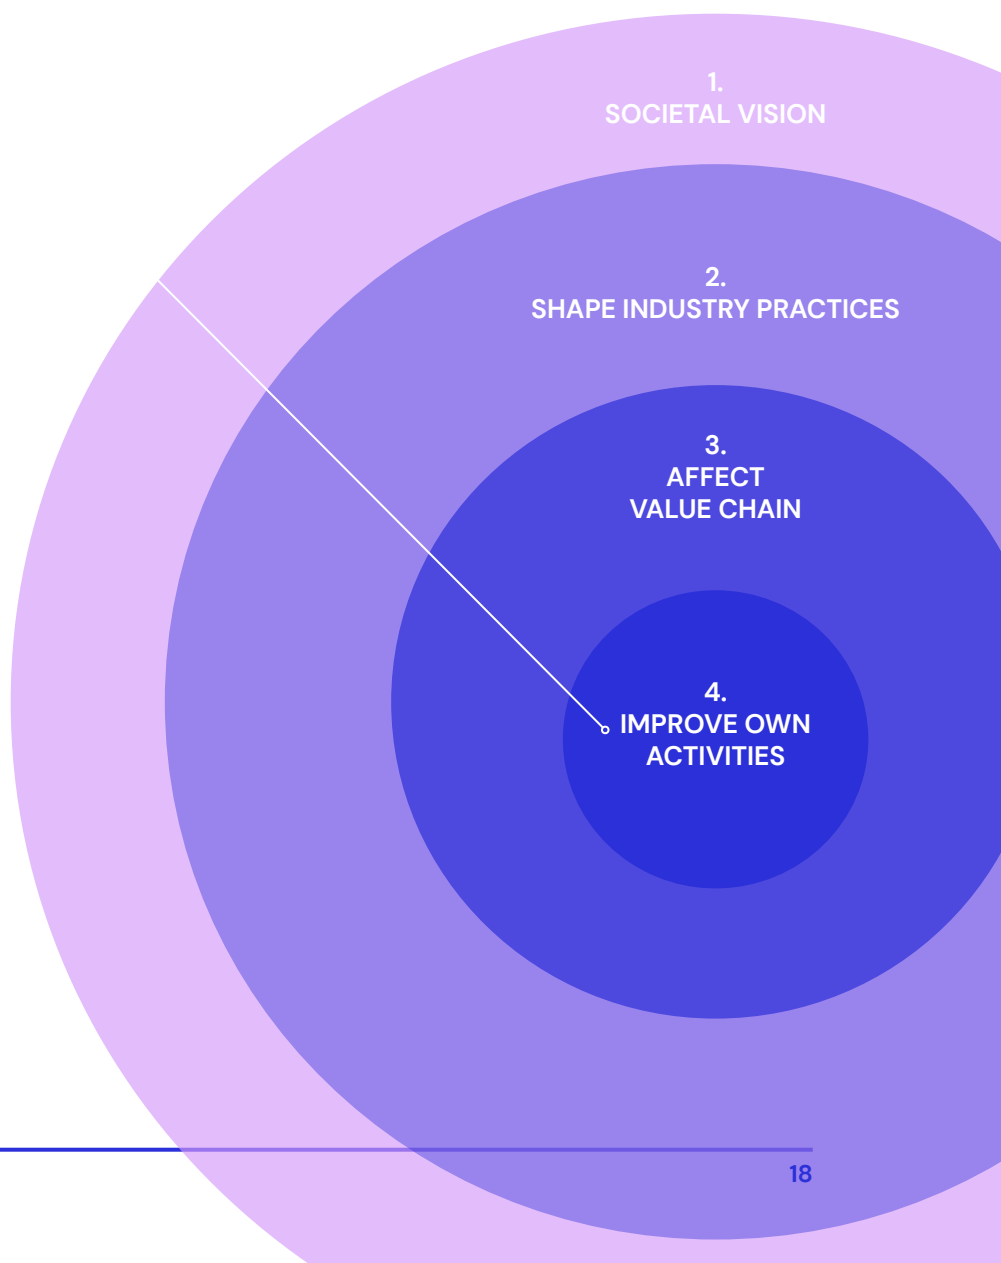 1.
SOCIETAL VISION
2.
SHAPE INDUSTRY PRACTICES
3.
AFFECT
VALUE CHAIN
4.
IMPROVE OWN
ACTIVITIES
18